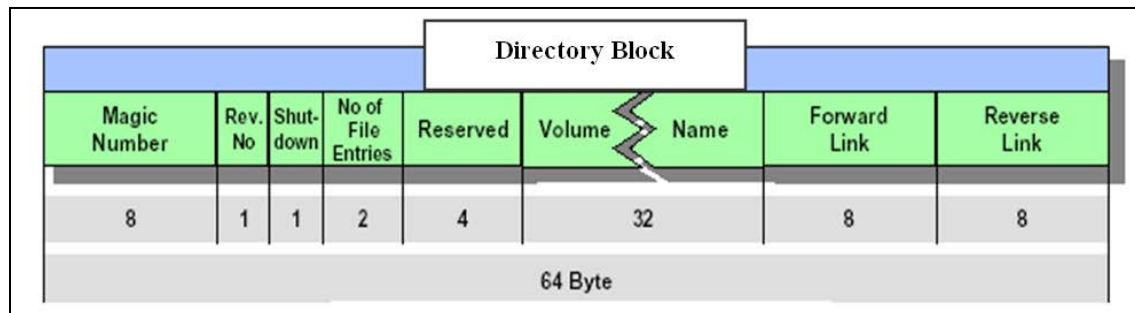 Directory Block
Magic Number
Rev. No
Shut- down
No of File Entries
Reserved
Volume Name
Forward Link
Reverse Link
8 1 1 2 4 32 8 8
64 Byte